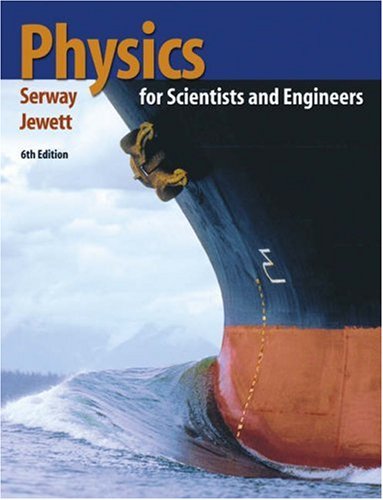 Physics
Serway
Jewett
for Scientists and Engineers
6th Edition